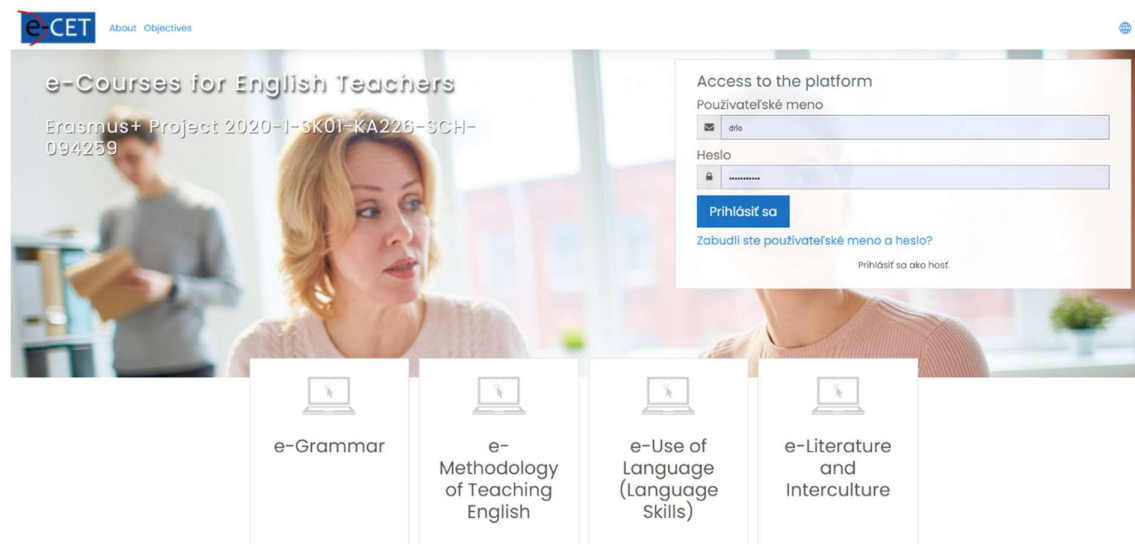 e-CET
About Objectives
e-Courses for English Teachers
Erasmus+ Project 2020-1-SK01-KA226-SCH-
094259
Access to the platform
Používateľské meno
drlo
Heslo
•••••••••••
Prihlásiť sa
Zabudli ste používateľské meno a heslo?
Prihlásiť sa ako hosť
e-Grammar
e-
Methodology
of Teaching
English
e-Use of
Language
(Language
Skills)
e-Literature
and
Interculture